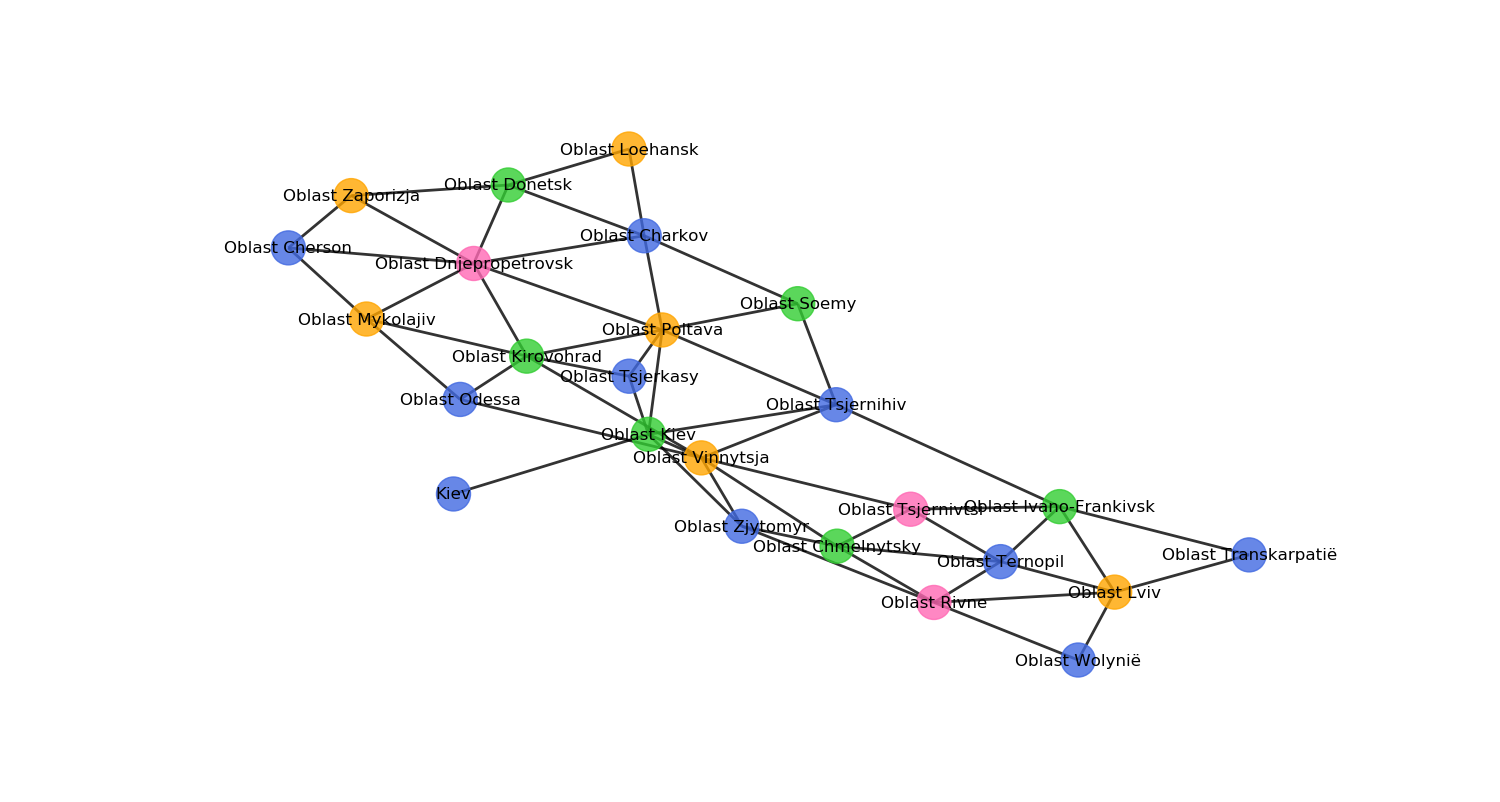 Oblast Loehansk
Oblast Donetsk
Oblast Zaporizja
Oblast Charkov
Oblast Cherson
Oblast Dnjepropetrovsk
Oblast Soemy
Oblast Mykolajiv
Oblast Poltava
Oblast Kirovohrad
Oblast Tsjerkasy
Oblast Odessa
Oblast Tsjernihiv
Oblast Kiev
Oblast Vinnytsja
Kiev
Oblast Tsjernivtsi
Oblast Ivano-Frankivsk
Oblast Zjytomyr
Oblast Chmelnytsky
Oblast Transkarpatië
Oblast Ternopil
Oblast Lviv
Oblast Rivne
Oblast Wolynië